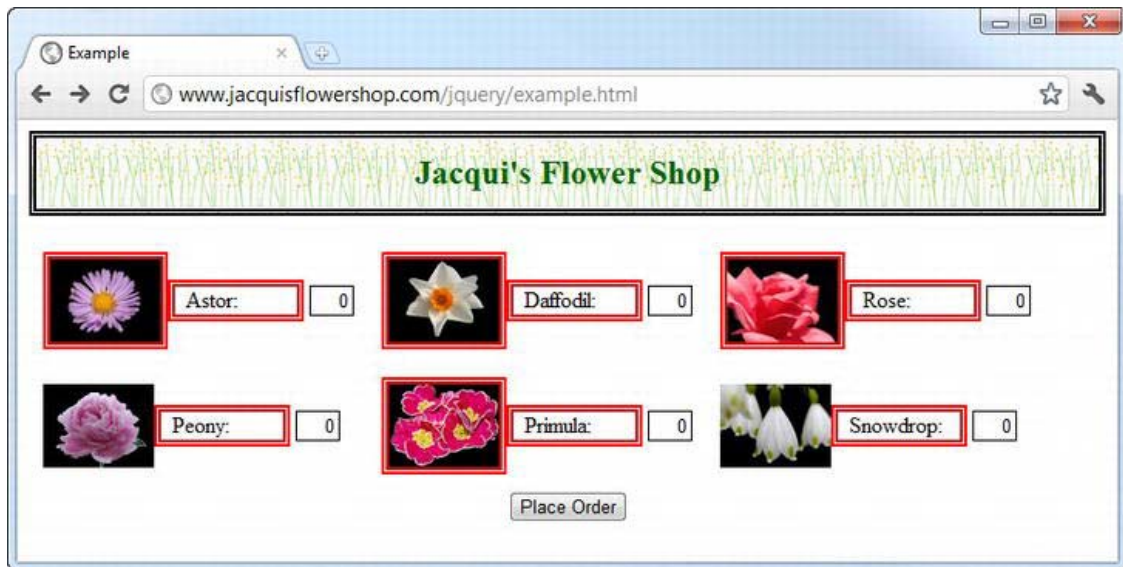 Example
www.jacquisflowershop.com/jquery/example.html
Jacqui's Flower Shop
Astor: 0 Daffodil: 0 Rose: 0
Peony: 0 Primula: 0 Snowdrop: 0
Place Order